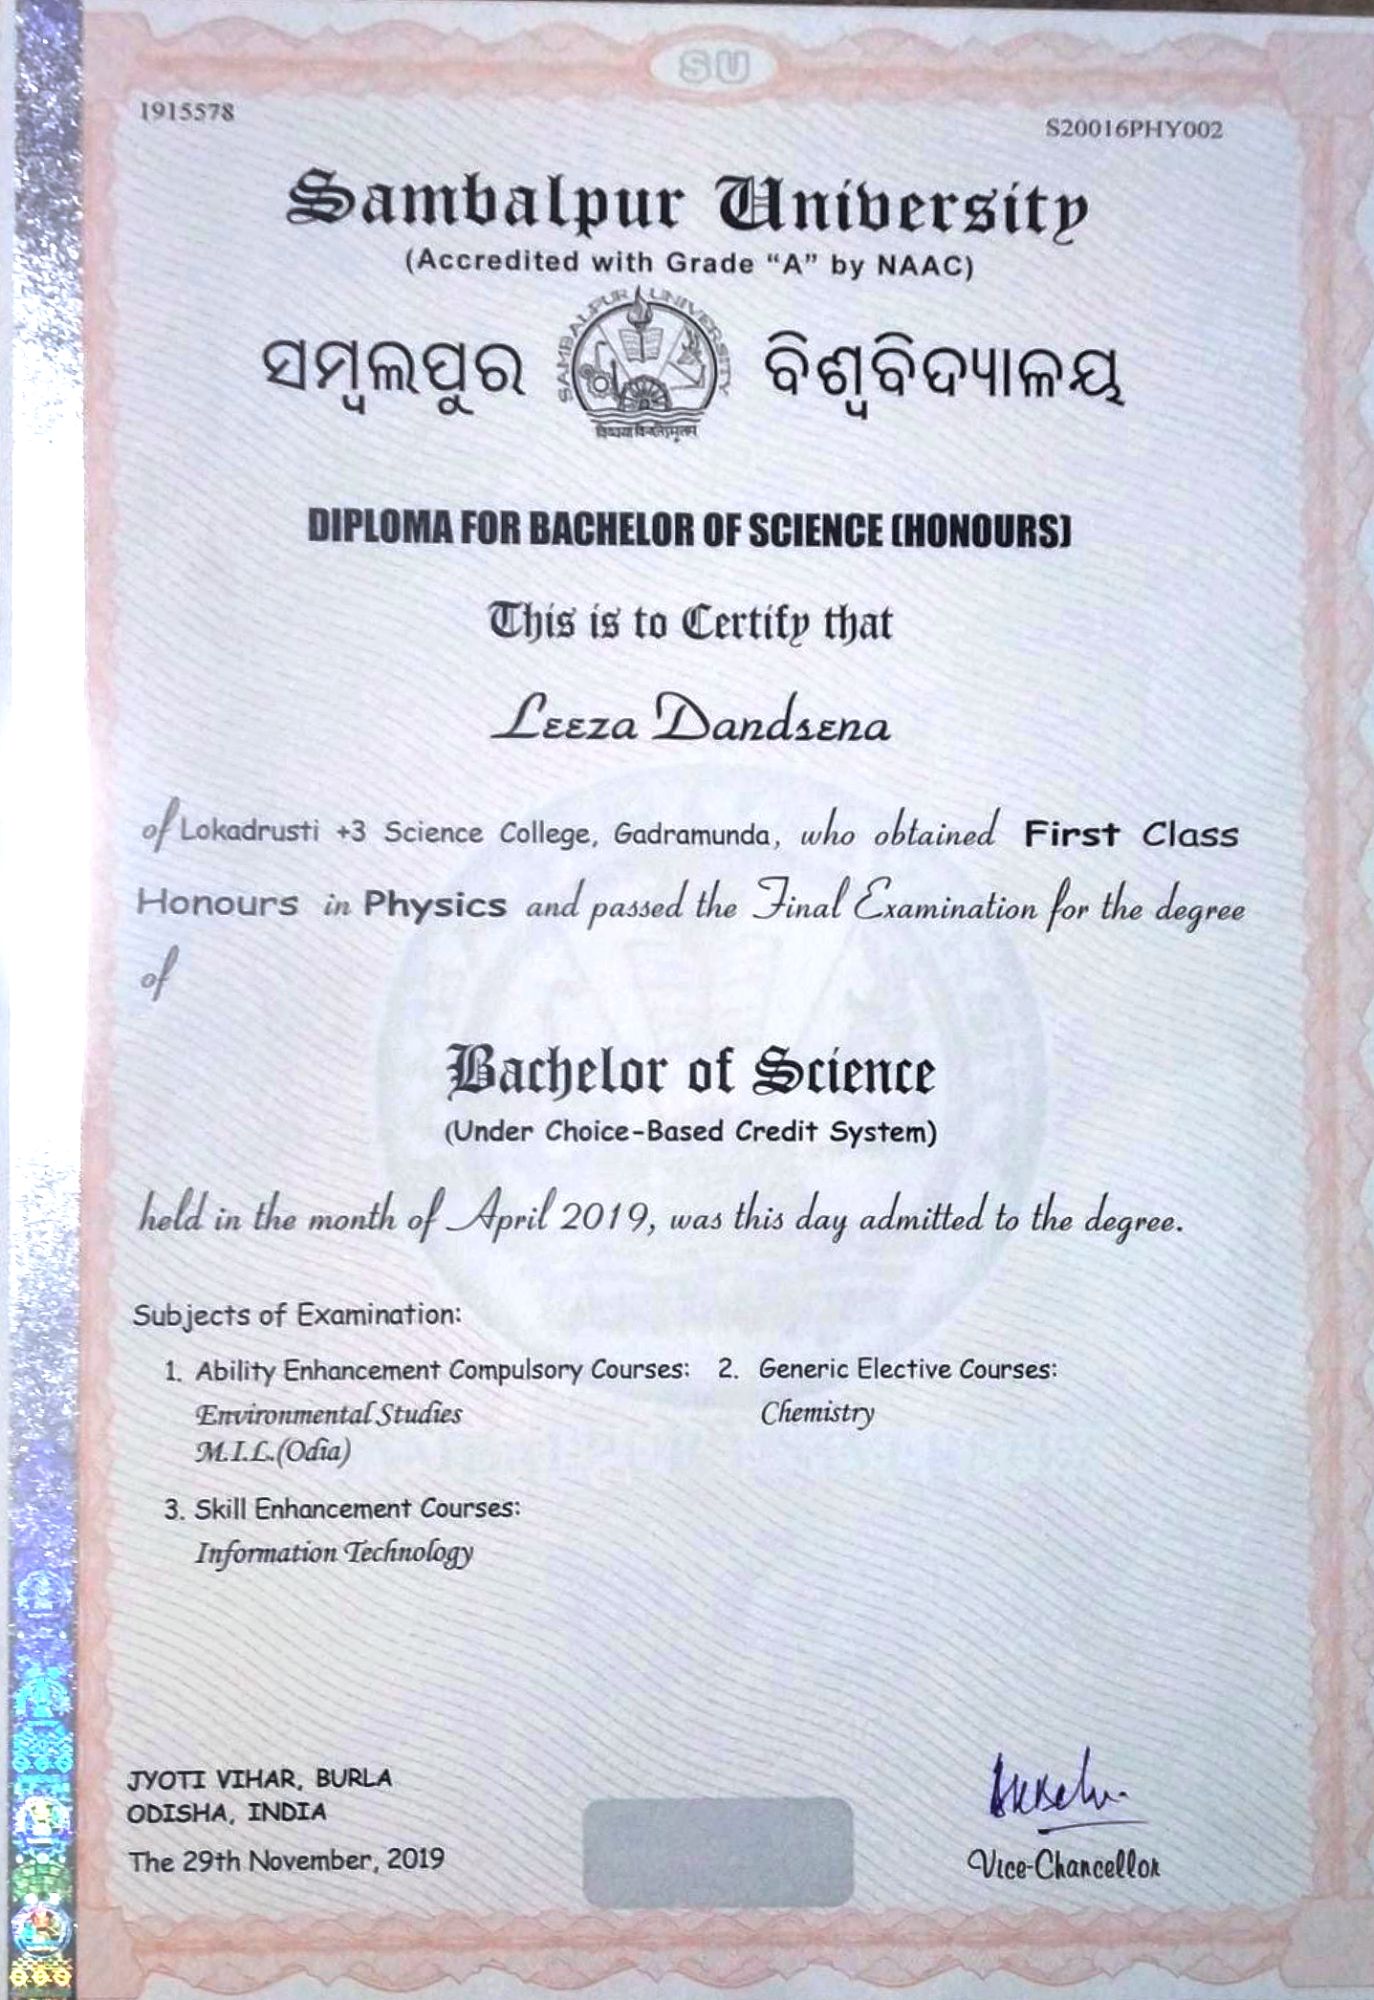 SU
1915578
S20016PHY002
Sambalpur University
(Accredited with Grade “A” by NAAC)
ସମ୍ବଲପୁର ବିଶ୍ୱବିଦ୍ୟାଳୟ
SAMBALPUR UNIVERSITY
DIPLOMA FOR BACHELOR OF SCIENCE (HONOURS)
This is to Certify that
Leeza Dandsena
of Lokadrusti +3 Science College, Gadramunda, who obtained First Class
Honours in Physics and passed the Final Examination for the degree
of
Bachelor of Science
(Under Choice-Based Credit System)
held in the month of April 2019, was this day admitted to the degree.
Subjects of Examination:
1. Ability Enhancement Compulsory Courses: 2. Generic Elective Courses:
Environmental Studies Chemistry
M.I.L.(Odia)
3. Skill Enhancement Courses:
Information Technology
JYOTI VIHAR, BURLA
ODISHA, INDIA
The 29th November, 2019
Vice-Chancellor